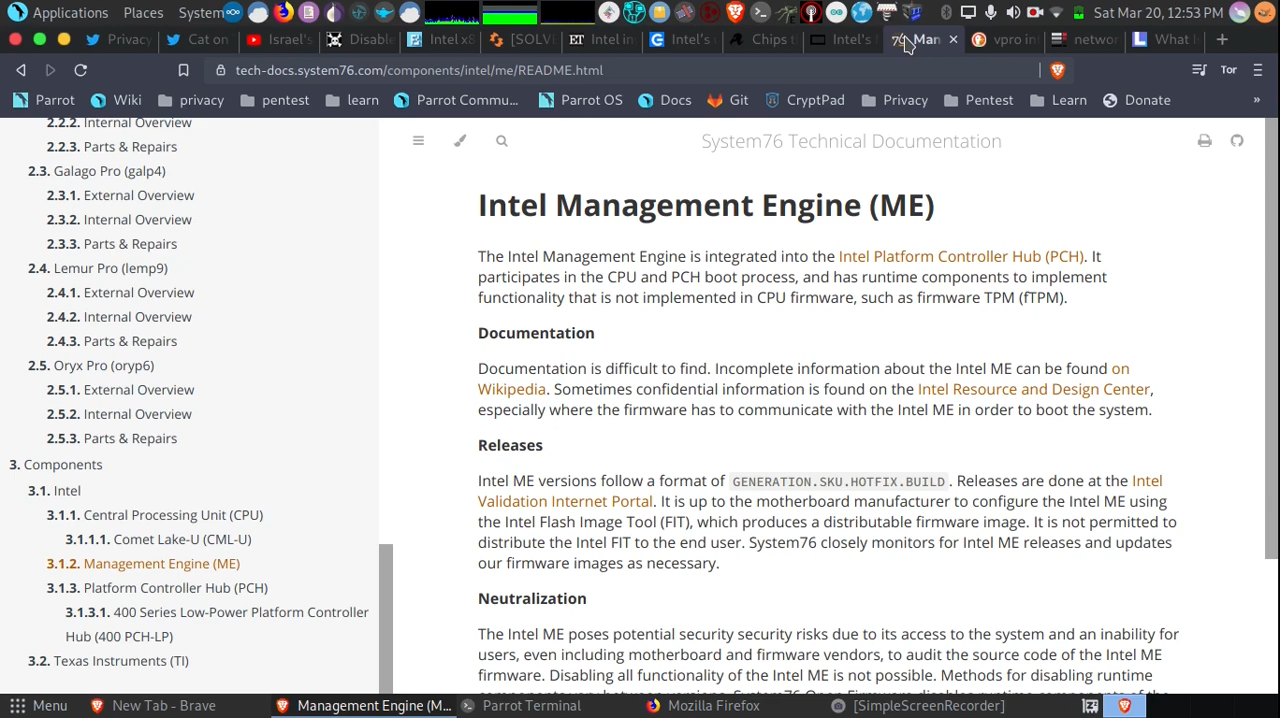 Applications Places System Sat Mar 20, 12:53 PM
Privacy Cat on Israel's Disable Intel x8 [SOLV Intel in Intel's Chips t Intel's Man vpro in networ What I
tech-docs.system76.com/components/intel/me/README.html Tor
Parrot Wiki privacy pentest learn Parrot Commu... Parrot OS Docs Git CryptPad Privacy Pentest Learn Donate »
2.2.2. Internal Overview
2.2.3. Parts & Repairs
2.3. Galago Pro (galp4)
2.3.1. External Overview
2.3.2. Internal Overview
2.3.3. Parts & Repairs
2.4. Lemur Pro (lemp9)
2.4.1. External Overview
2.4.2. Internal Overview
2.4.3. Parts & Repairs
2.5. Oryx Pro (oryp6)
2.5.1. External Overview
2.5.2. Internal Overview
2.5.3. Parts & Repairs
3. Components
3.1. Intel
3.1.1. Central Processing Unit (CPU)
3.1.1.1. Comet Lake-U (CML-U)
3.1.2. Management Engine (ME)
3.1.3. Platform Controller Hub (PCH)
3.1.3.1. 400 Series Low-Power Platform Controller
Hub (400 PCH-LP)
3.2. Texas Instruments (TI)
System76 Technical Documentation
Intel Management Engine (ME)
The Intel Management Engine is integrated into the Intel Platform Controller Hub (PCH). It
participates in the CPU and PCH boot process, and has runtime components to implement
functionality that is not implemented in CPU firmware, such as firmware TPM (fTPM).
Documentation
Documentation is difficult to find. Incomplete information about the Intel ME can be found on
Wikipedia. Sometimes confidential information is found on the Intel Resource and Design Center,
especially where the firmware has to communicate with the Intel ME in order to boot the system.
Releases
Intel ME versions follow a format of GENERATION.SKU.HOTFIX.BUILD. Releases are done at the Intel
Validation Internet Portal. It is up to the motherboard manufacturer to configure the Intel ME using
the Intel Flash Image Tool (FIT), which produces a distributable firmware image. It is not permitted to
distribute the Intel FIT to the end user. System76 closely monitors for Intel ME releases and updates
our firmware images as necessary.
Neutralization
The Intel ME poses potential security security risks due to its access to the system and an inability for
users, even including motherboard and firmware vendors, to audit the source code of the Intel ME
firmware. Disabling all functionality of the Intel ME is not possible. Methods for disabling runtime
Menu New Tab - Brave Management Engine (M... Parrot Terminal Mozilla Firefox [SimpleScreenRecorder]